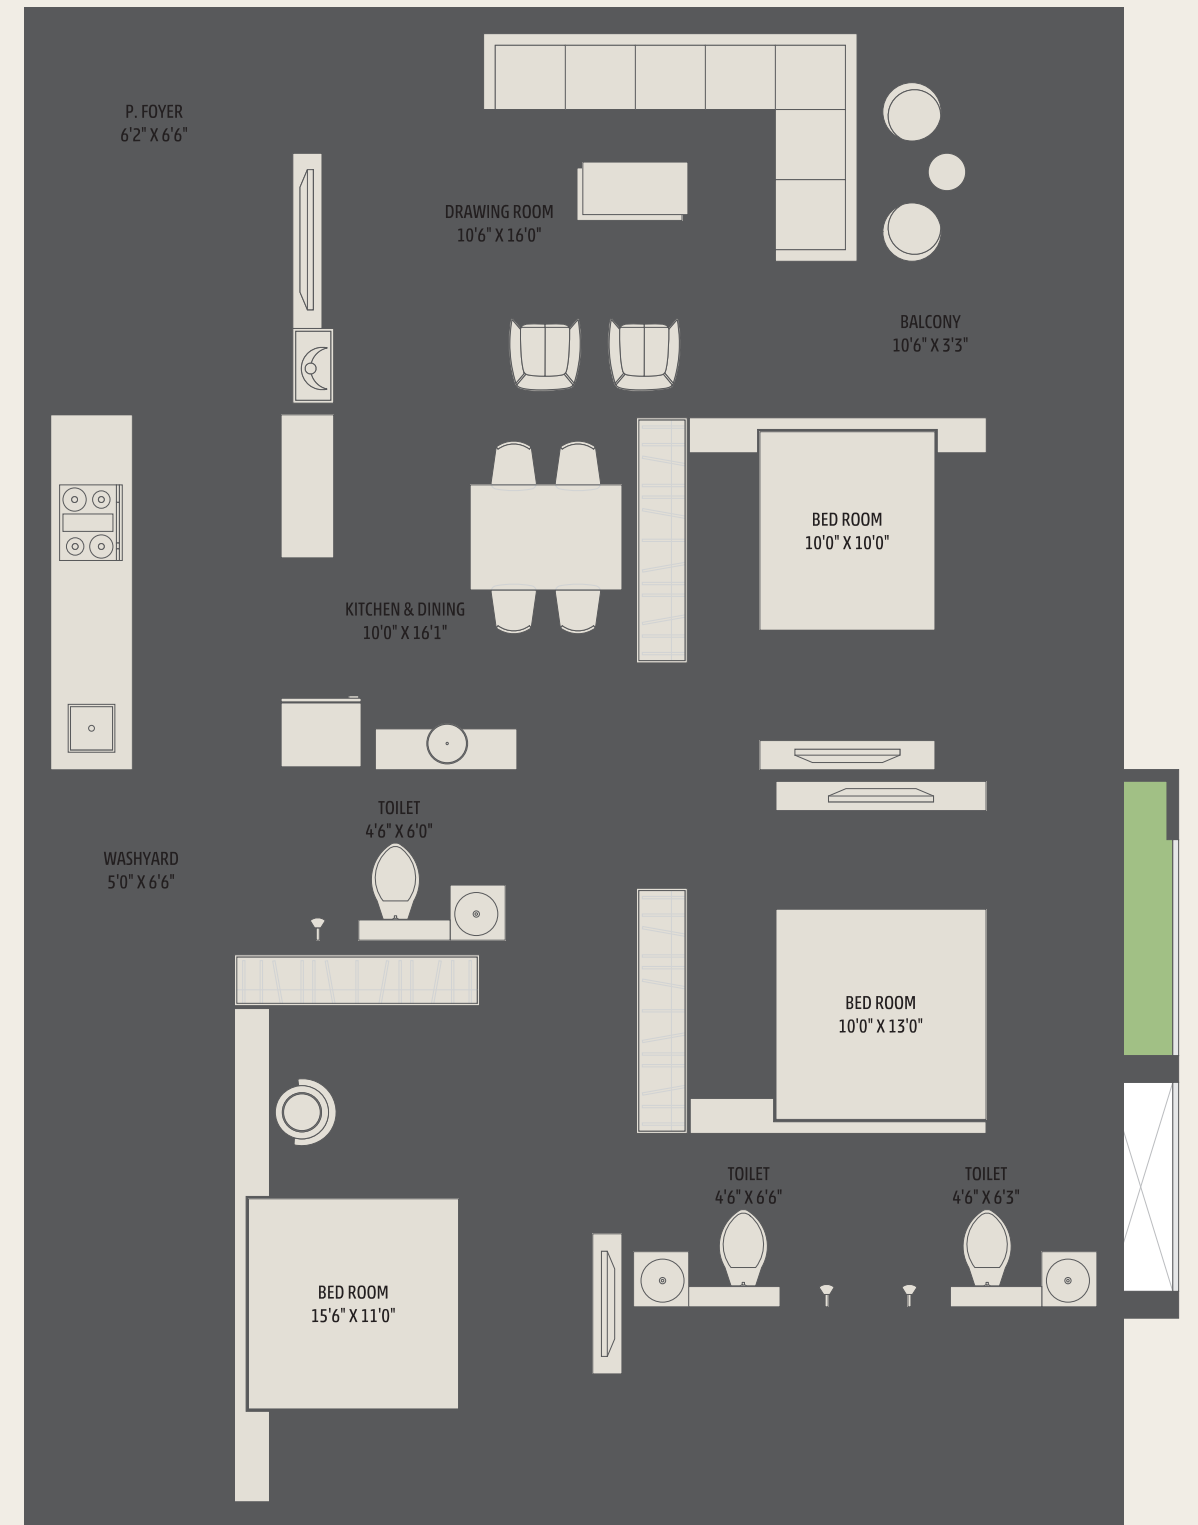 P. FOYER
6'2" X 6'6"
DRAWING ROOM
10'6" X 16'0"
BALCONY
10'6" X 3'3"
BED ROOM
10'0" X 10'0"
KITCHEN & DINING
10'0" X 16'1"
TOILET
4'6" X 6'0"
WASHYARD
5'0" X 6'6"
BED ROOM
10'0" X 13'0"
TOILET
4'6" X 6'6"
TOILET
4'6" X 6'3"
BED ROOM
15'6" X 11'0"